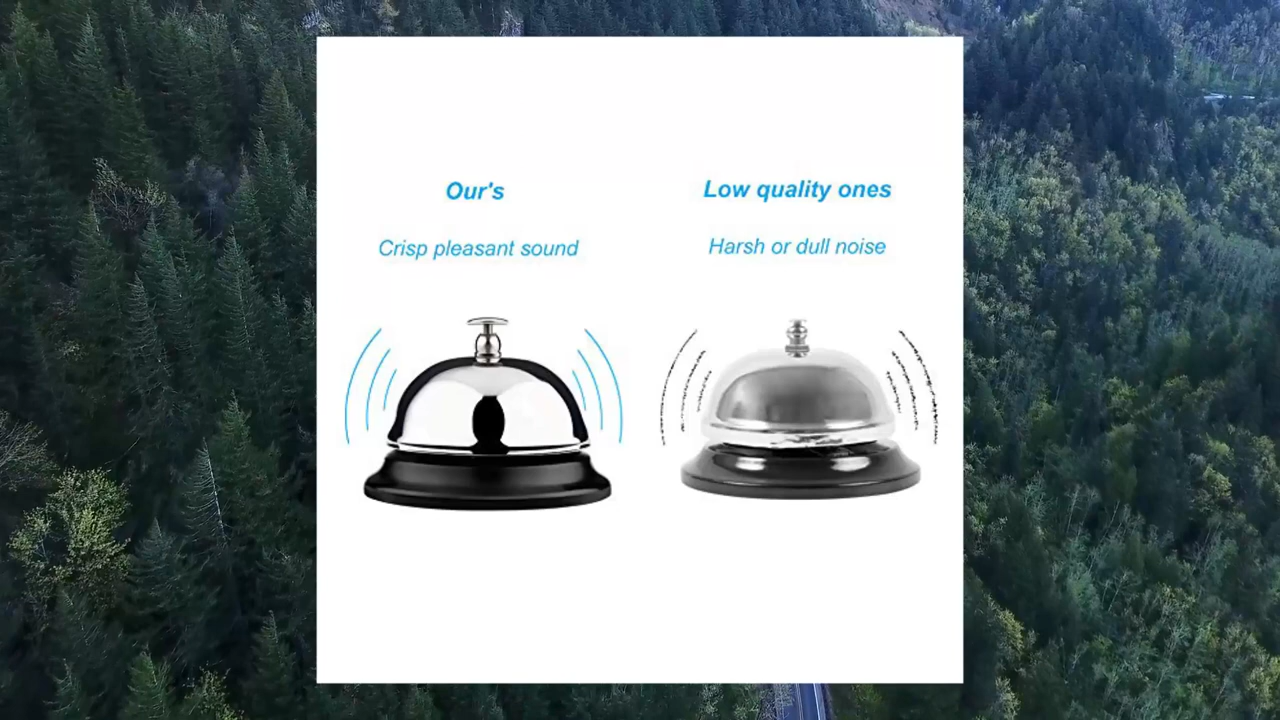 Our's
Low quality ones
Crisp pleasant sound
Harsh or dull noise